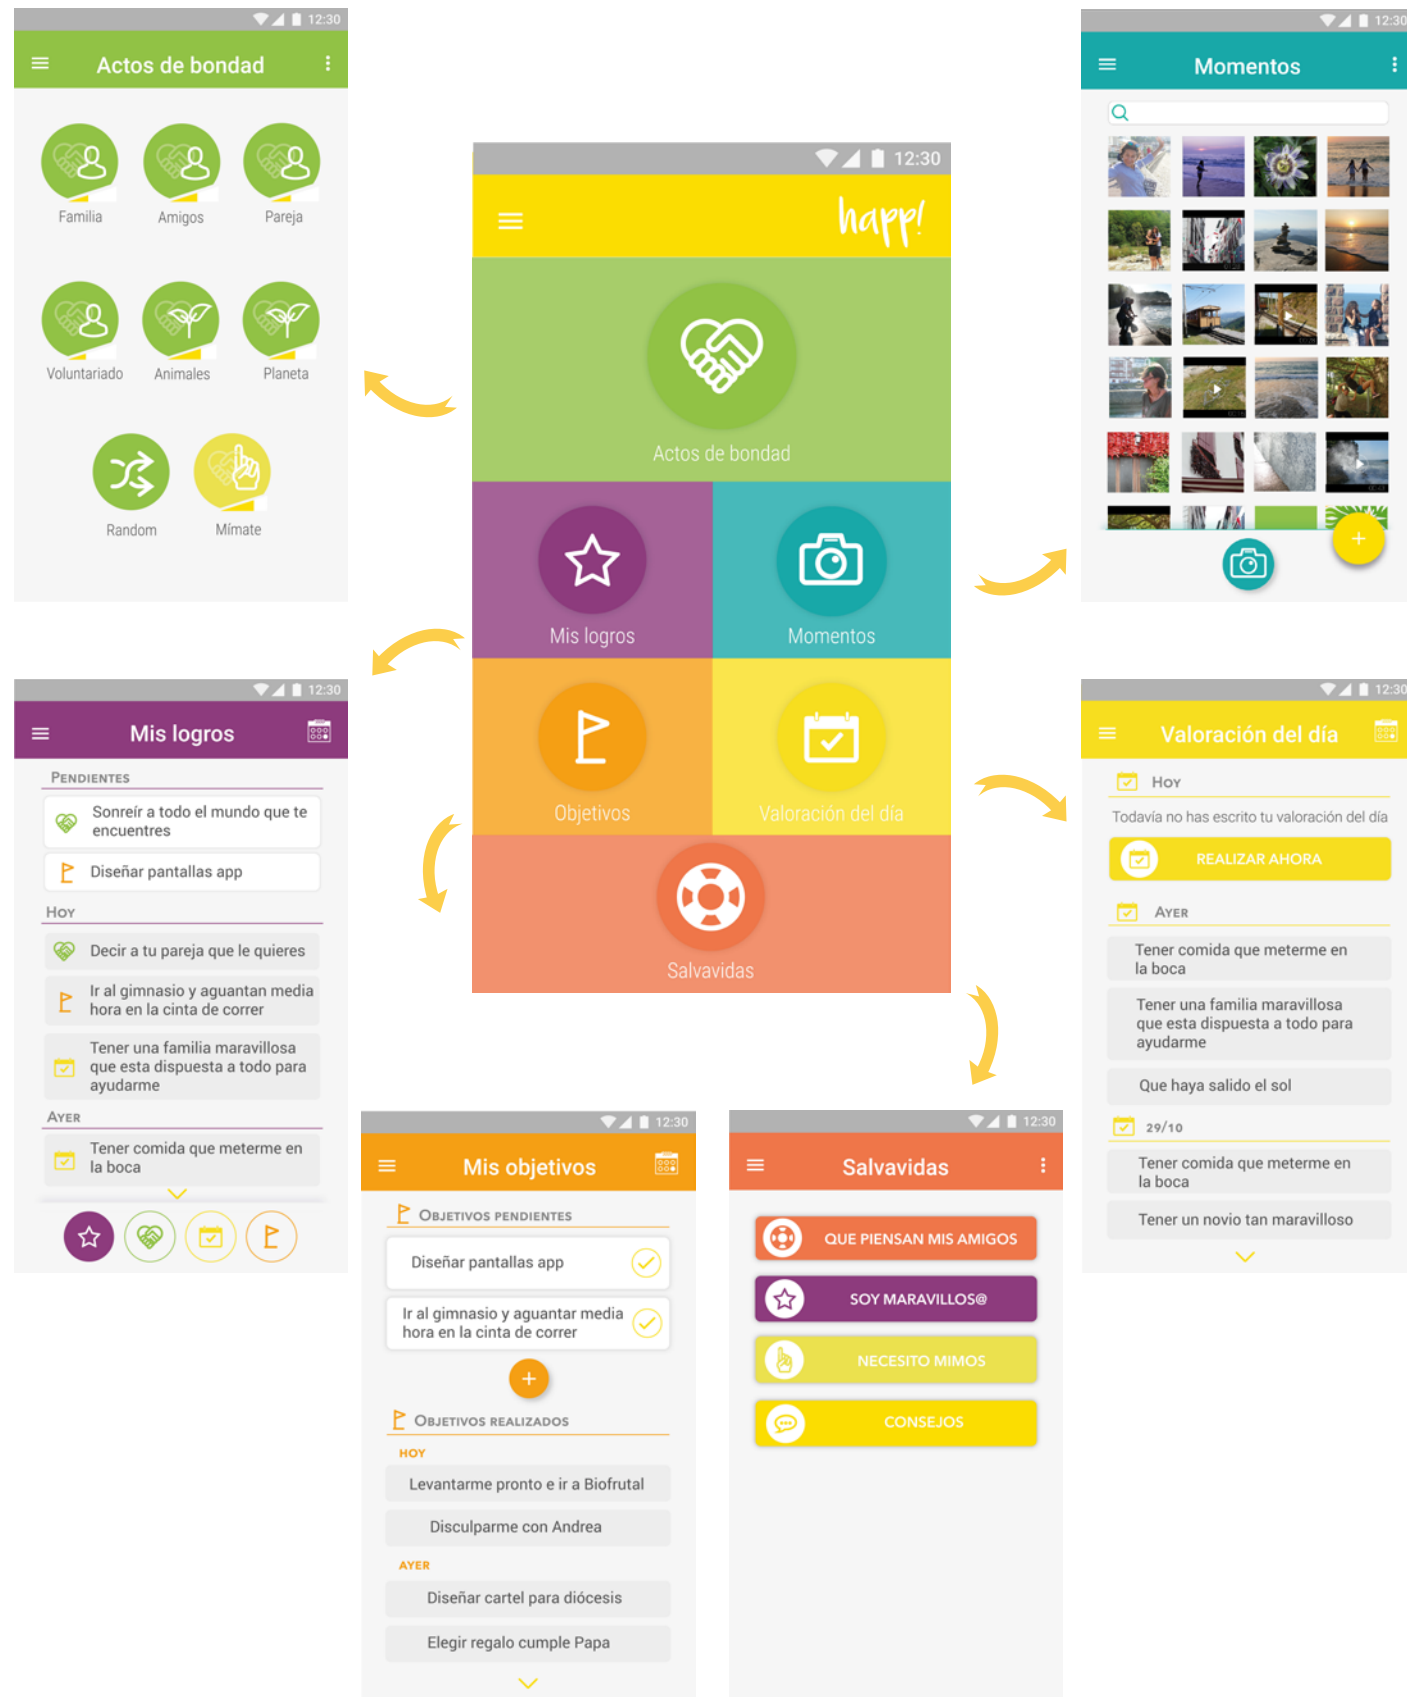 12:30
Actos de bondad
Familia
Amigos
Pareja
Voluntariado
Animales
Planeta
Random
Mímate
12:30
happ!
Actos de bondad
Mis logros
Momentos
Objetivos
Valoración del día
Salvavidas
12:30
Momentos
12:30
Mis logros
PENDIENTES
Sonreír a todo el mundo que te
encuentres
Diseñar pantallas app
HOY
Decir a tu pareja que le quieres
Ir al gimnasio y aguantan media
hora en la cinta de correr
Tener una familia maravillosa
que esta dispuesta a todo para
ayudarme
AYER
Tener comida que meterme en
la boca
12:30
Valoración del día
HOY
Todavía no has escrito tu valoración del día
REALIZAR AHORA
AYER
Tener comida que meterme en
la boca
Tener una familia maravillosa
que esta dispuesta a todo para
ayudarme
Que haya salido el sol
29/10
Tener comida que meterme en
la boca
Tener un novio tan maravilloso
12:30
Mis objetivos
OBJETIVOS PENDIENTES
Diseñar pantallas app
Ir al gimnasio y aguantar media
hora en la cinta de correr
OBJETIVOS REALIZADOS
HOY
Levantarme pronto e ir a Biofrutal
Disculparme con Andrea
AYER
Diseñar cartel para diócesis
Elegir regalo cumple Papa
12:30
Salvavidas
QUE PIENSAN MIS AMIGOS
SOY MARAVILLOS@
NECESITO MIMOS
CONSEJOS